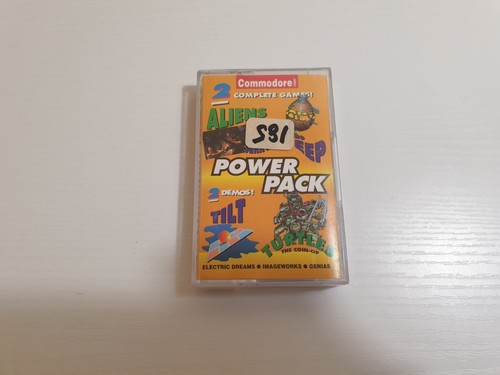 Commodore
2 COMPLETE GAMES!
ALIENS
581
EEP
POWER
PACK
2 DEMOS!
TILT
TURTLES
THE COIN-OP
ELECTRIC DREAMS • IMAGEWORKS • GENIAS